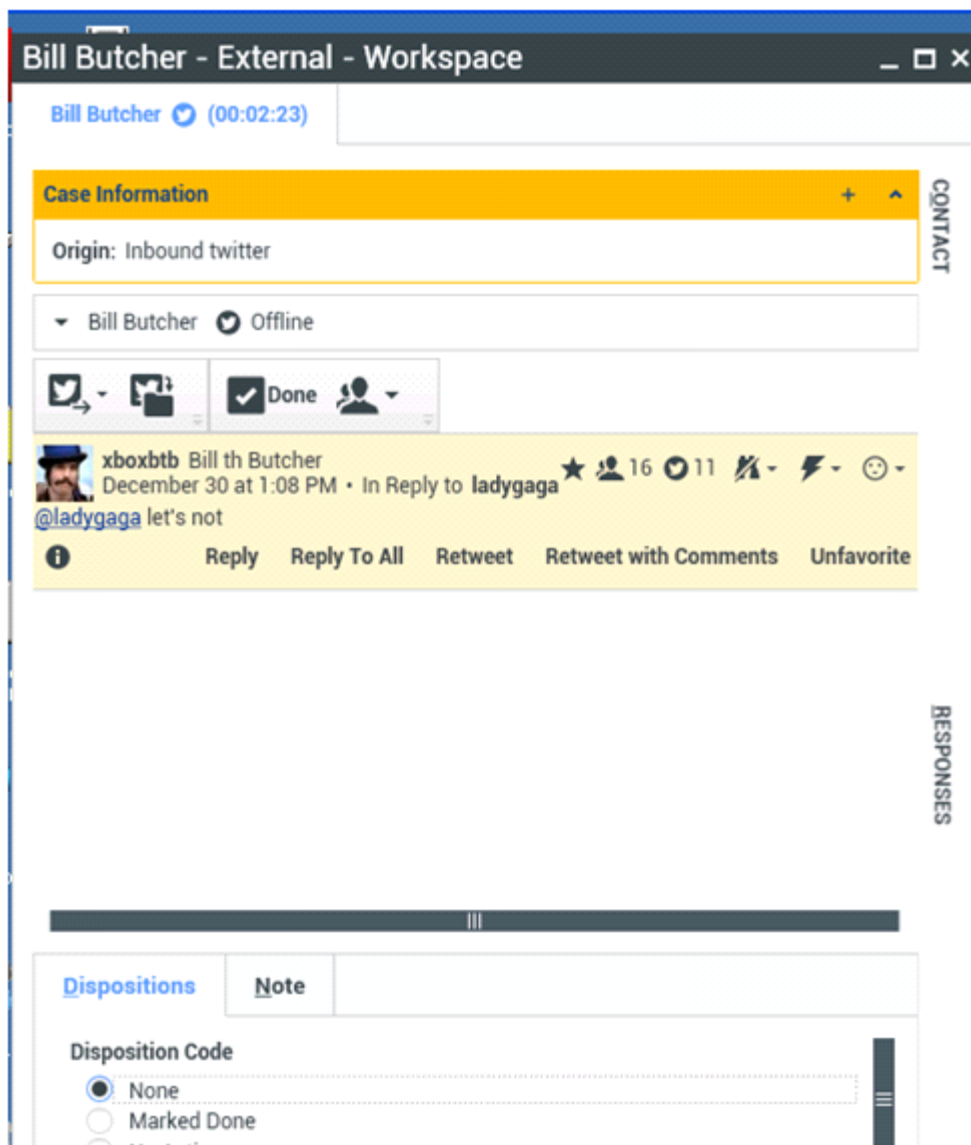 Bill Butcher - External - Workspace
Bill Butcher (00:02:23)
Case Information
Origin: Inbound twitter
CONTACT
Bill Butcher Offline
Done
xboxbtb Bill th Butcher
16 11
December 30 at 1:08 PM • In Reply to ladygaga
@ladygaga let's not
Reply Reply To All Retweet Retweet with Comments Unfavorite
RESPONSES
Dispositions Note
Disposition Code
None
Marked Done